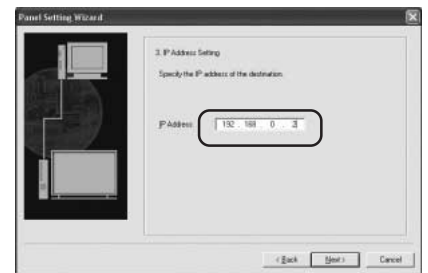 Panel Setting Wizard
3. IP Address Setting
Specify the IP address of the destination.
IP Address: 192 . 168 . 0 . 2
< Back Next > Cancel